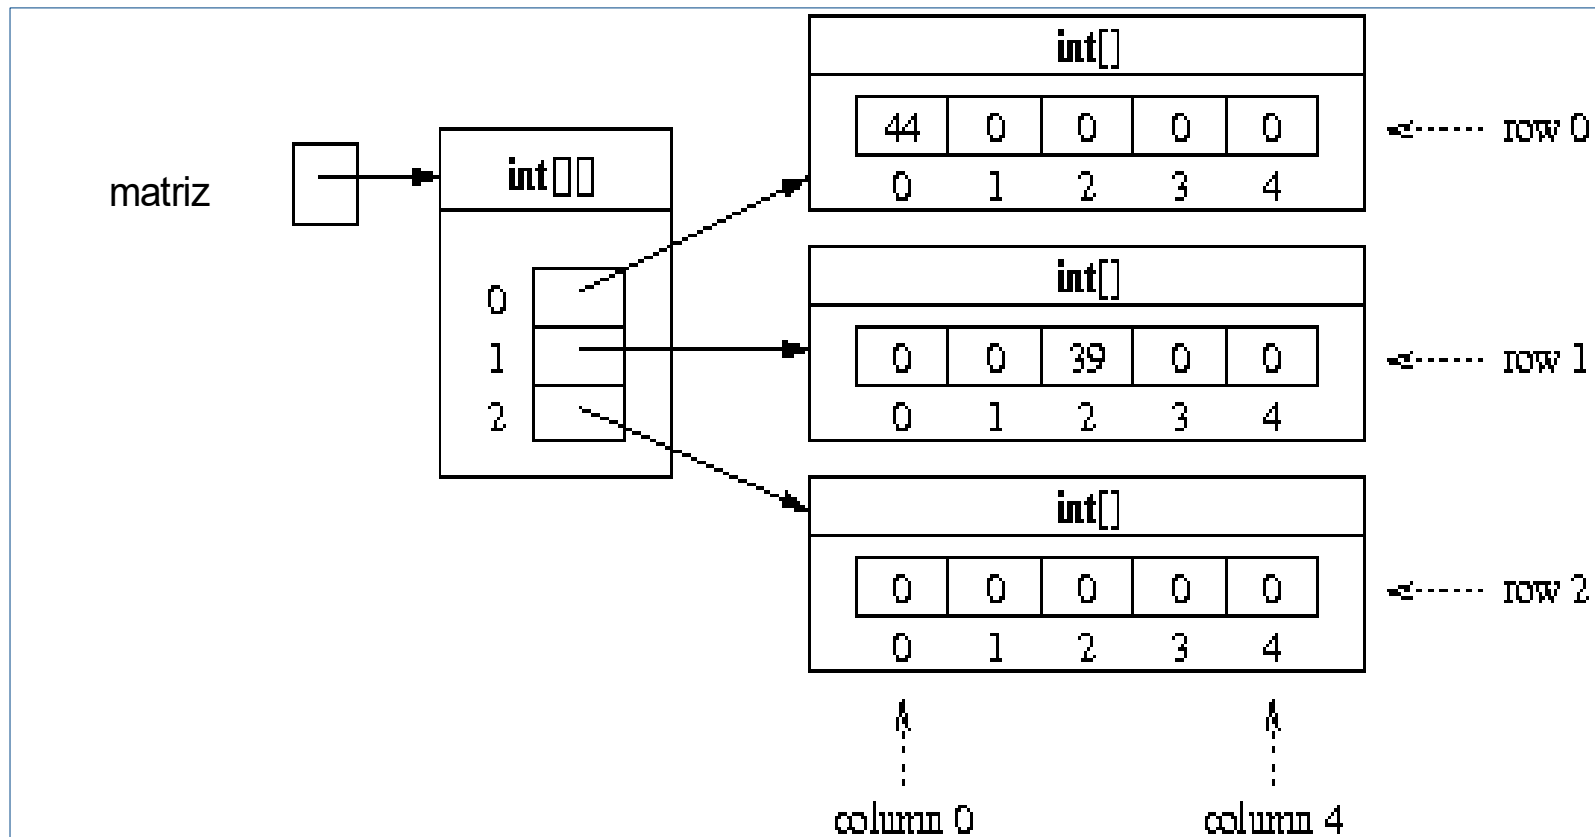 int[]
44 0 0 0 0
row 0
0 1 2 3 4
matriz
int[][]
int[]
0
1
2
0 0 39 0 0
row 1
0 1 2 3 4
int[]
0 0 0 0 0
row 2
0 1 2 3 4
column 0
column 4